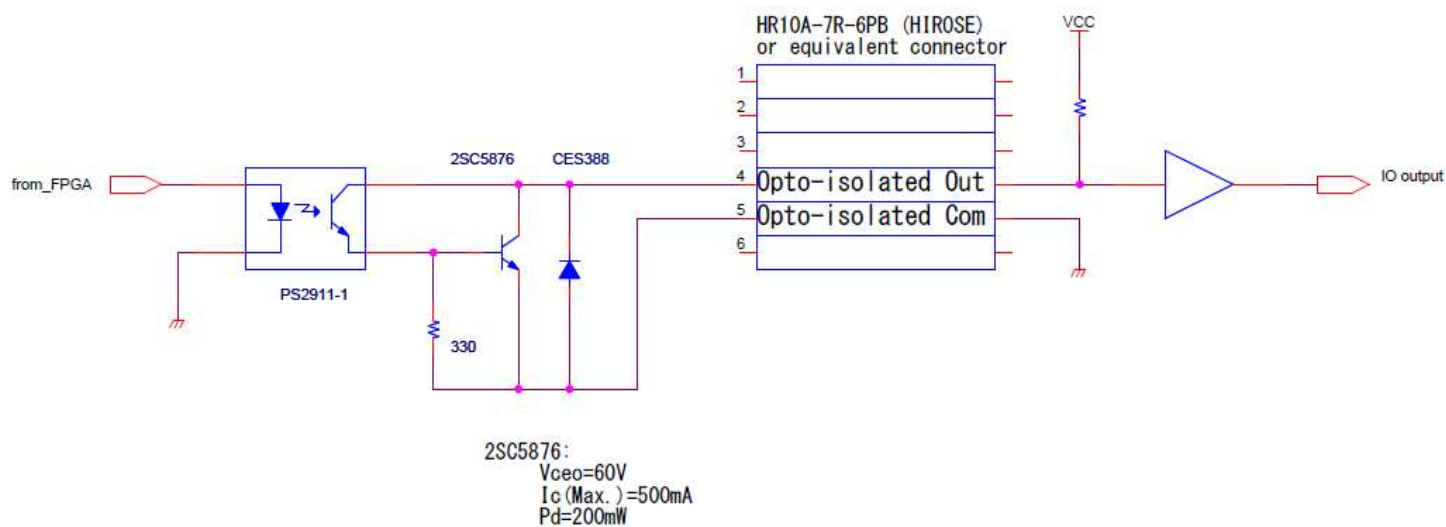 HR10A-7R-6PB (HIROSE)
or equivalent connector
VCC
1
2
3
2SC5876
CES388
from_FPGA
4
Opto-isolated Out
IO output
5
Opto-isolated Com
6
PS2911-1
330
2SC5876:
Vceo=60V
Ic(Max.)=500mA
Pd=200mW